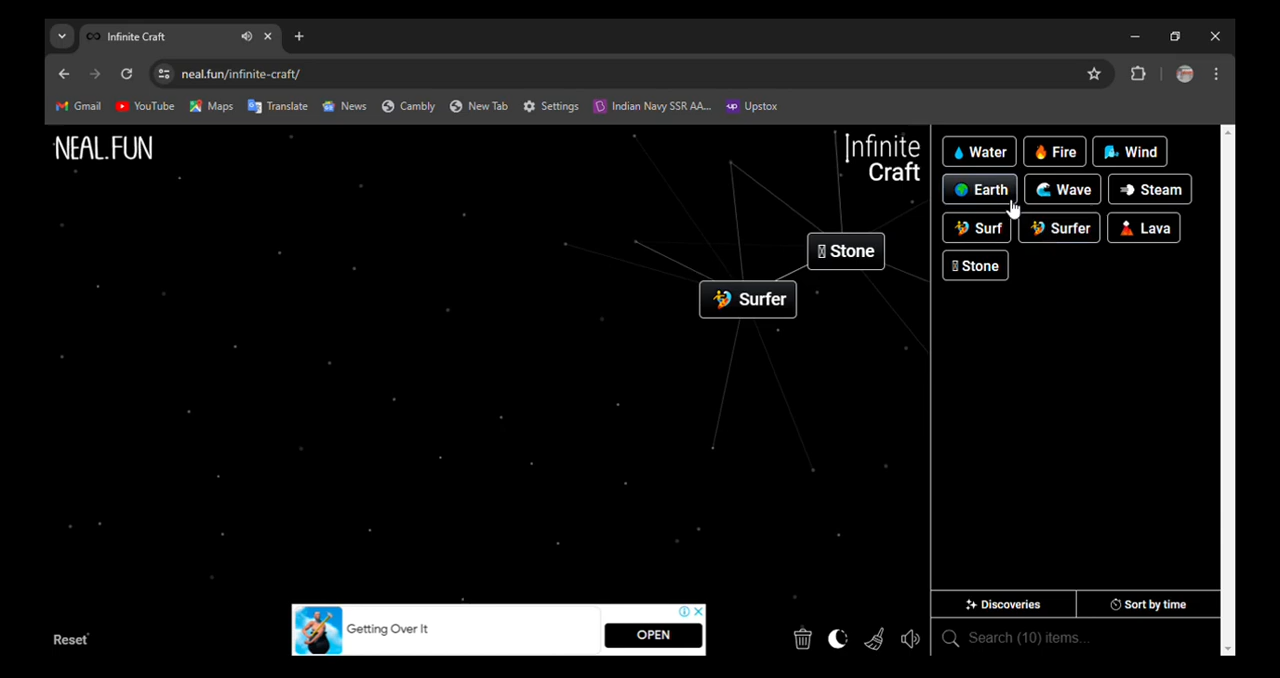 Infinite Craft
neal.fun/infinite-craft/
Gmail YouTube Maps Translate News Cambly New Tab Settings Indian Navy SSR AA... Upstox
NEAL.FUN
Infinite
Craft
Water Fire Wind
Earth Wave Steam
Surf Surfer Lava
Stone
Stone
Surfer
Getting Over It
OPEN
Discoveries Sort by time
Reset
Search (10) items...